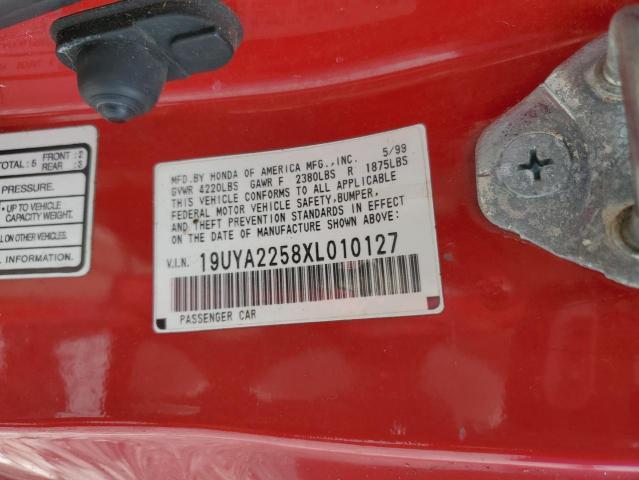 TOTAL: 5 FRONT: 2
REAR : 3
PRESSURE.
UP TO VEHICLE
CAPACITY WEIGHT.
ON OTHER VEHICLES.
INFORMATION.
MFD.BY HONDA OF AMERICA MFG.,INC. 5/99
GVWR 4220LBS GAWR F 2380LBS R 1875LBS
THIS VEHICLE CONFORMS TO ALL APPLICABLE
FEDERAL MOTOR VEHICLE SAFETY,BUMPER,
AND THEFT PREVENTION STANDARDS IN EFFECT
ON THE DATE OF MANUFACTURE SHOWN ABOVE:
V.I.N. 19UYA2258XL010127
PASSENGER CAR